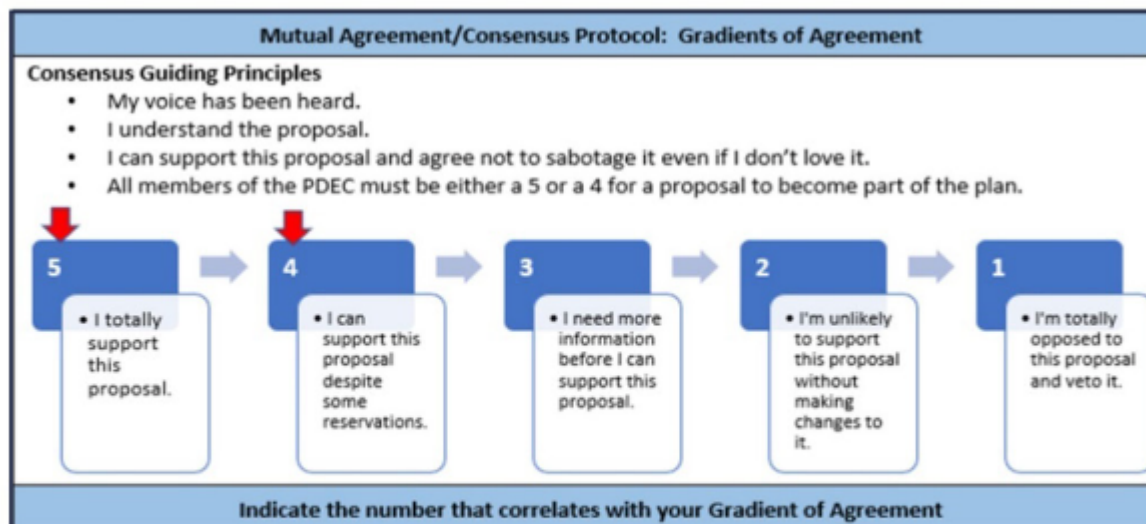 Mutual Agreement/Consensus Protocol: Gradients of Agreement
Consensus Guiding Principles
• My voice has been heard.
• I understand the proposal.
• I can support this proposal and agree not to sabotage it even if I don't love it.
• All members of the PDEC must be either a 5 or a 4 for a proposal to become part of the plan.
5
• I totally
support
this
proposal.
4
• I can
support this
proposal
despite
some
reservations.
3
• I need more
information
before I can
support this
proposal.
2
• I'm unlikely
to support
this proposal
without
making
changes to
it.
1
• I'm totally
opposed to
this proposal
and veto it.
Indicate the number that correlates with your Gradient of Agreement